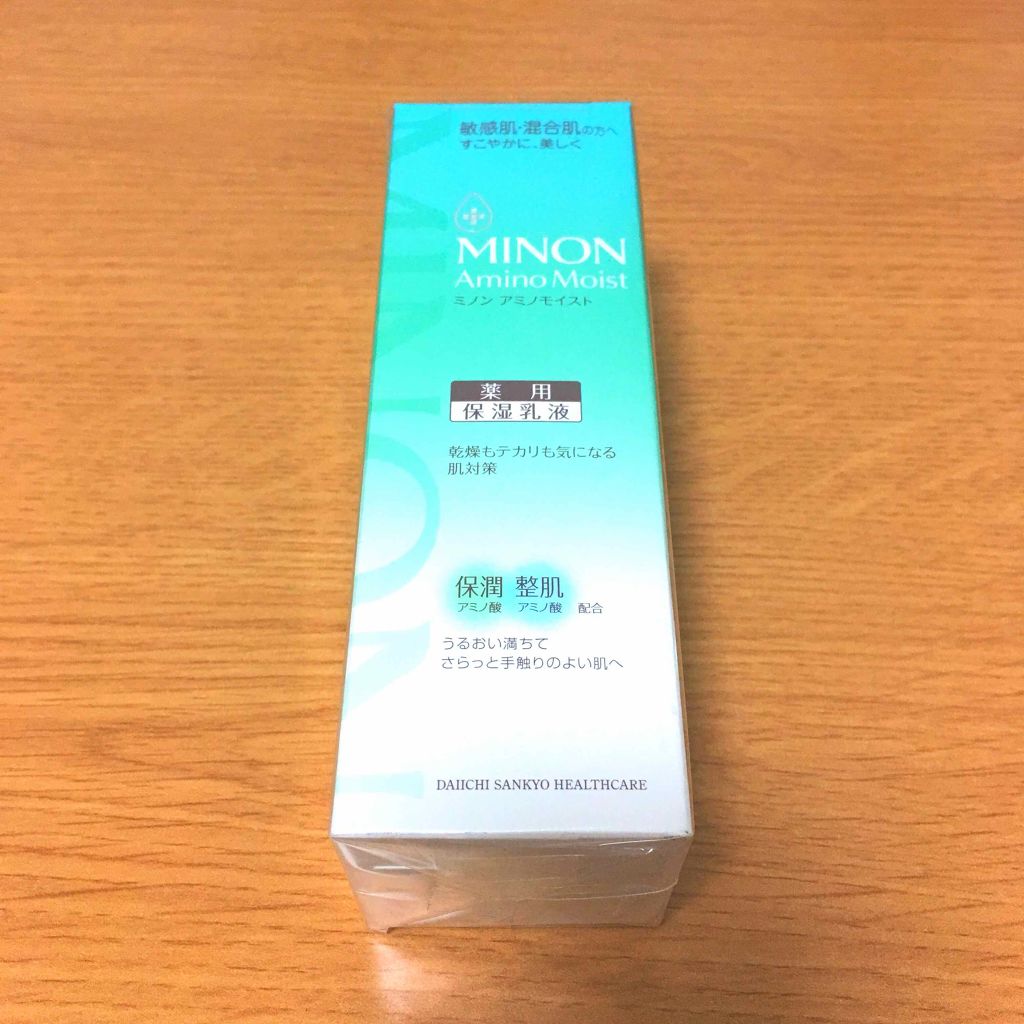 敏感肌・混合肌の方へ
すこやかに、美しく
MINON
MINON
Amino Moist
ミノン アミノモイスト
薬用
保湿乳液
乾燥もテカリも気になる
肌対策
保潤 整肌
アミノ酸 アミノ酸 配合
うるおい満ちて
さらっと手触りのよい肌へ
DAIICHI SANKYO HEALTHCARE